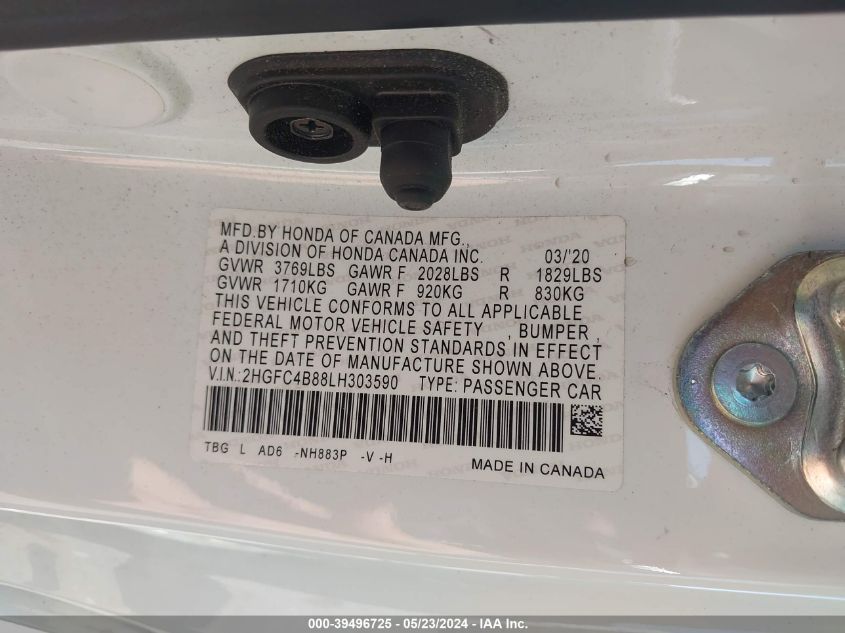 MFD.BY HONDA OF CANADA MFG.,
A DIVISION OF HONDA CANADA INC. 03/'20
GVWR 3769LBS GAWR F 2028LBS R 1829LBS
GVWR 1710KG GAWR F 920KG R 830KG
THIS VEHICLE CONFORMS TO ALL APPLICABLE
FEDERAL MOTOR VEHICLE SAFETY , BUMPER ,
AND THEFT PREVENTION STANDARDS IN EFFECT
ON THE DATE OF MANUFACTURE SHOWN ABOVE.
V.I.N.:2HGFC4B88LH303590 TYPE: PASSENGER CAR
TBG L AD6 -NH883P -V -H
MADE IN CANADA
000-39496725 - 05/23/2024 - IAA Inc.